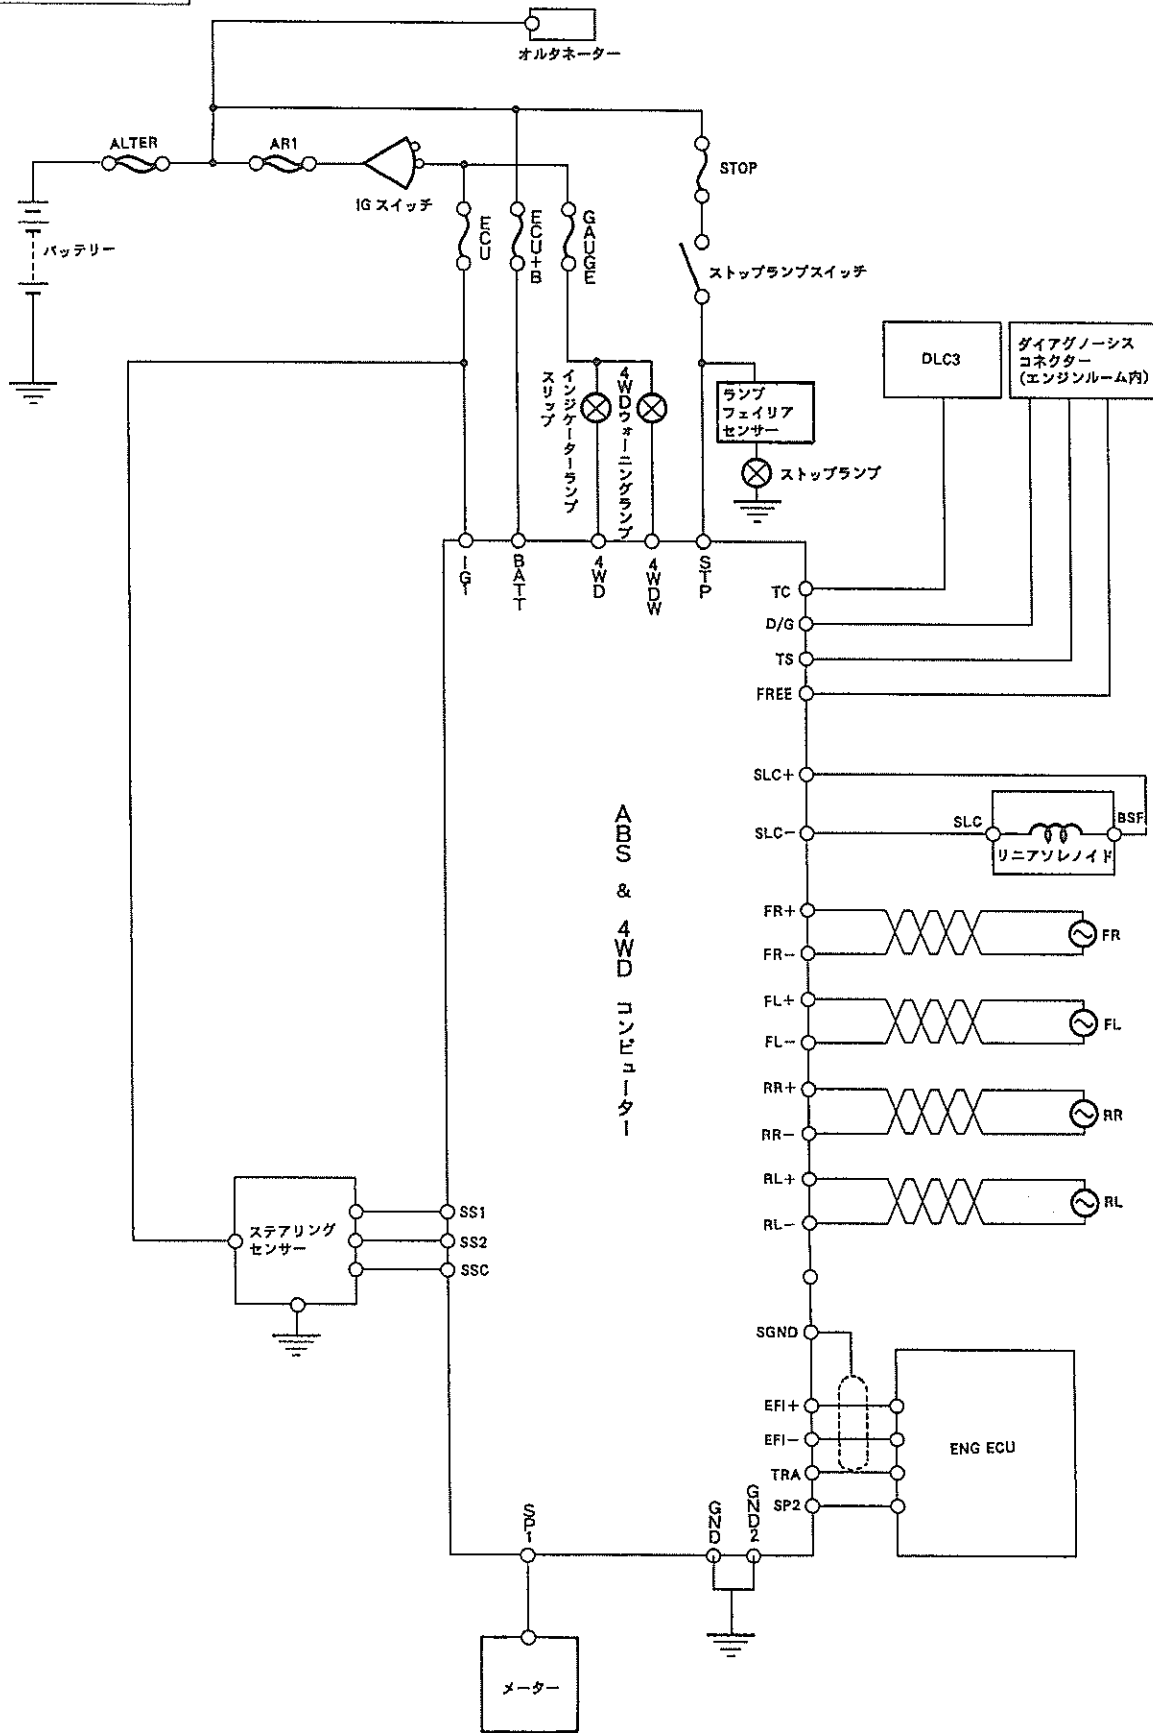 オルタネーター
ALTER
AR1
IG スイッチ
バッテリー
ECU
ECU+B
GAUGE
STOP
ストップランプスイッチ
スリップ
インジケーターランプ
4WDウォーニングランプ
ランプ
フェイリア
センサー
ストップランプ
DLC3
ダイアグノーシス
コネクター
(エンジンルーム内)
IG1
BATT
4WD
4WDW
STP
TC
D/G
TS
FREE
SLC+
SLC-
SLC
BSF
リニアソレノイド
ABS & 4WD コンピューター
FR+
FR-
FR
FL+
FL-
FL
RR+
RR-
RR
RL+
RL-
RL
ステアリング
センサー
SS1
SS2
SSC
SGND
EFI+
EFI-
TRA
SP2
ENG ECU
SP1
GND
GND2
メーター